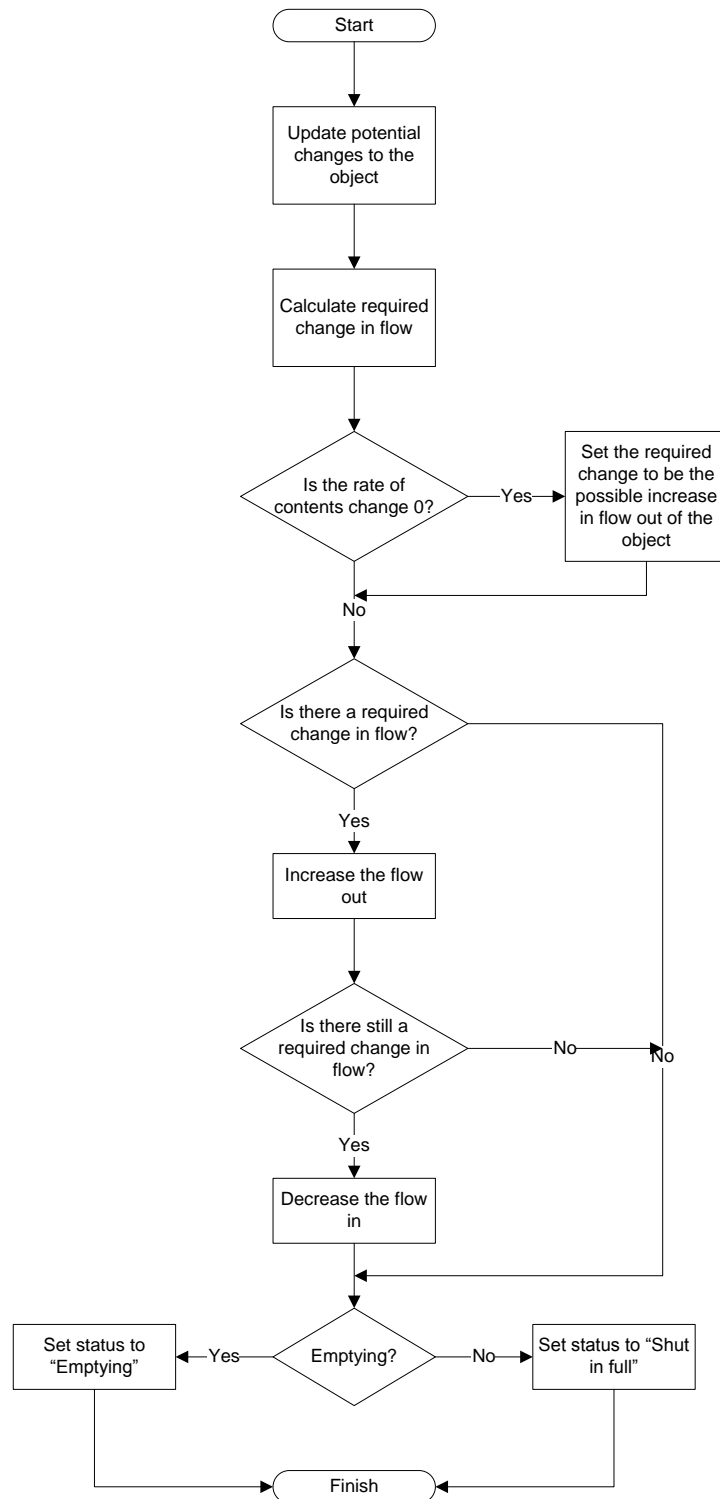 Start
Update potential
changes to the
object
Calculate required
change in flow
Is the rate of
contents change 0?
Yes
Set the required
change to be the
possible increase
in flow out of the
object
No
Is there a required
change in flow?
Yes
Increase the flow
out
Is there still a
required change in
flow?
No
No
Yes
Decrease the flow
in
Set status to
“Emptying”
Yes
Emptying?
No
Set status to “Shut
in full”
Finish